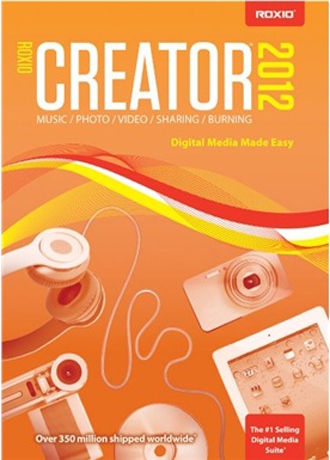 ROXIO
ROXIO
CREATOR
2012
MUSIC / PHOTO / VIDEO / SHARING / BURNING
Digital Media Made Easy
Over 350 million shipped worldwide*
The #1 Selling
Digital Media
Suite*